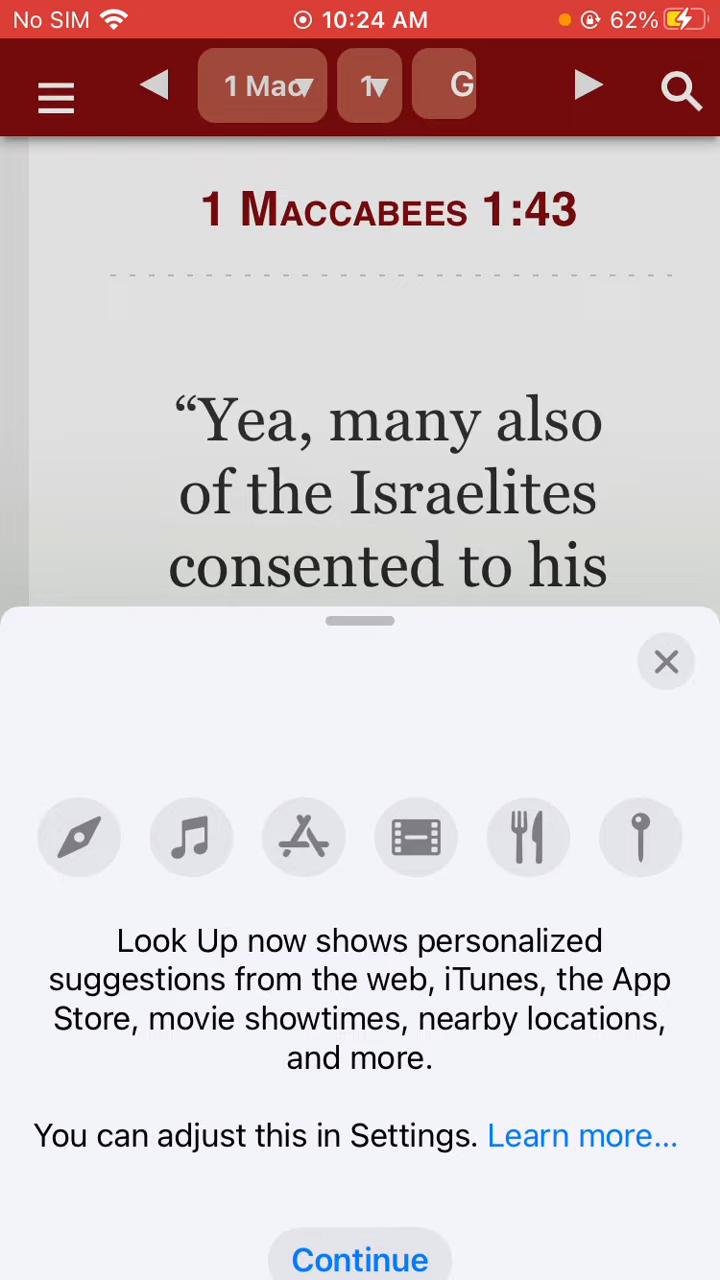 No SIM 10:24 AM 62%
1 Mac 1 G
1 Maccabees 1:43
“Yea, many also
of the Israelites
consented to his
Look Up now shows personalized
suggestions from the web, iTunes, the App
Store, movie showtimes, nearby locations,
and more.
You can adjust this in Settings. Learn more...
Continue